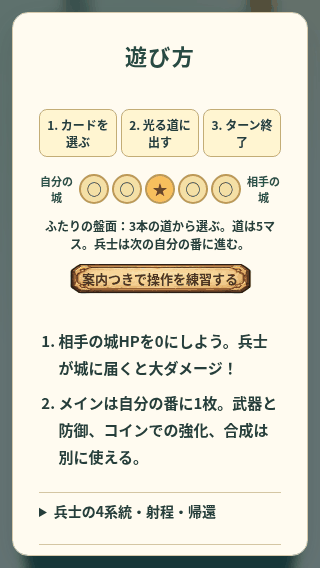 遊び方
1. カードを
選ぶ
2. 光る道に
出す
3. ターン終
了
自分の
城
★
相手の
城
ふたりの盤面：3本の道から選ぶ。道は5マ
ス。兵士は次の自分の番に進む。
案内つきで操作を練習する
1. 相手の城HPを0にしよう。兵士
が城に届くと大ダメージ！
2. メインは自分の番に1枚。武器と
防御、コインでの強化、合成は
別に使える。
▶ 兵士の4系統・射程・帰還